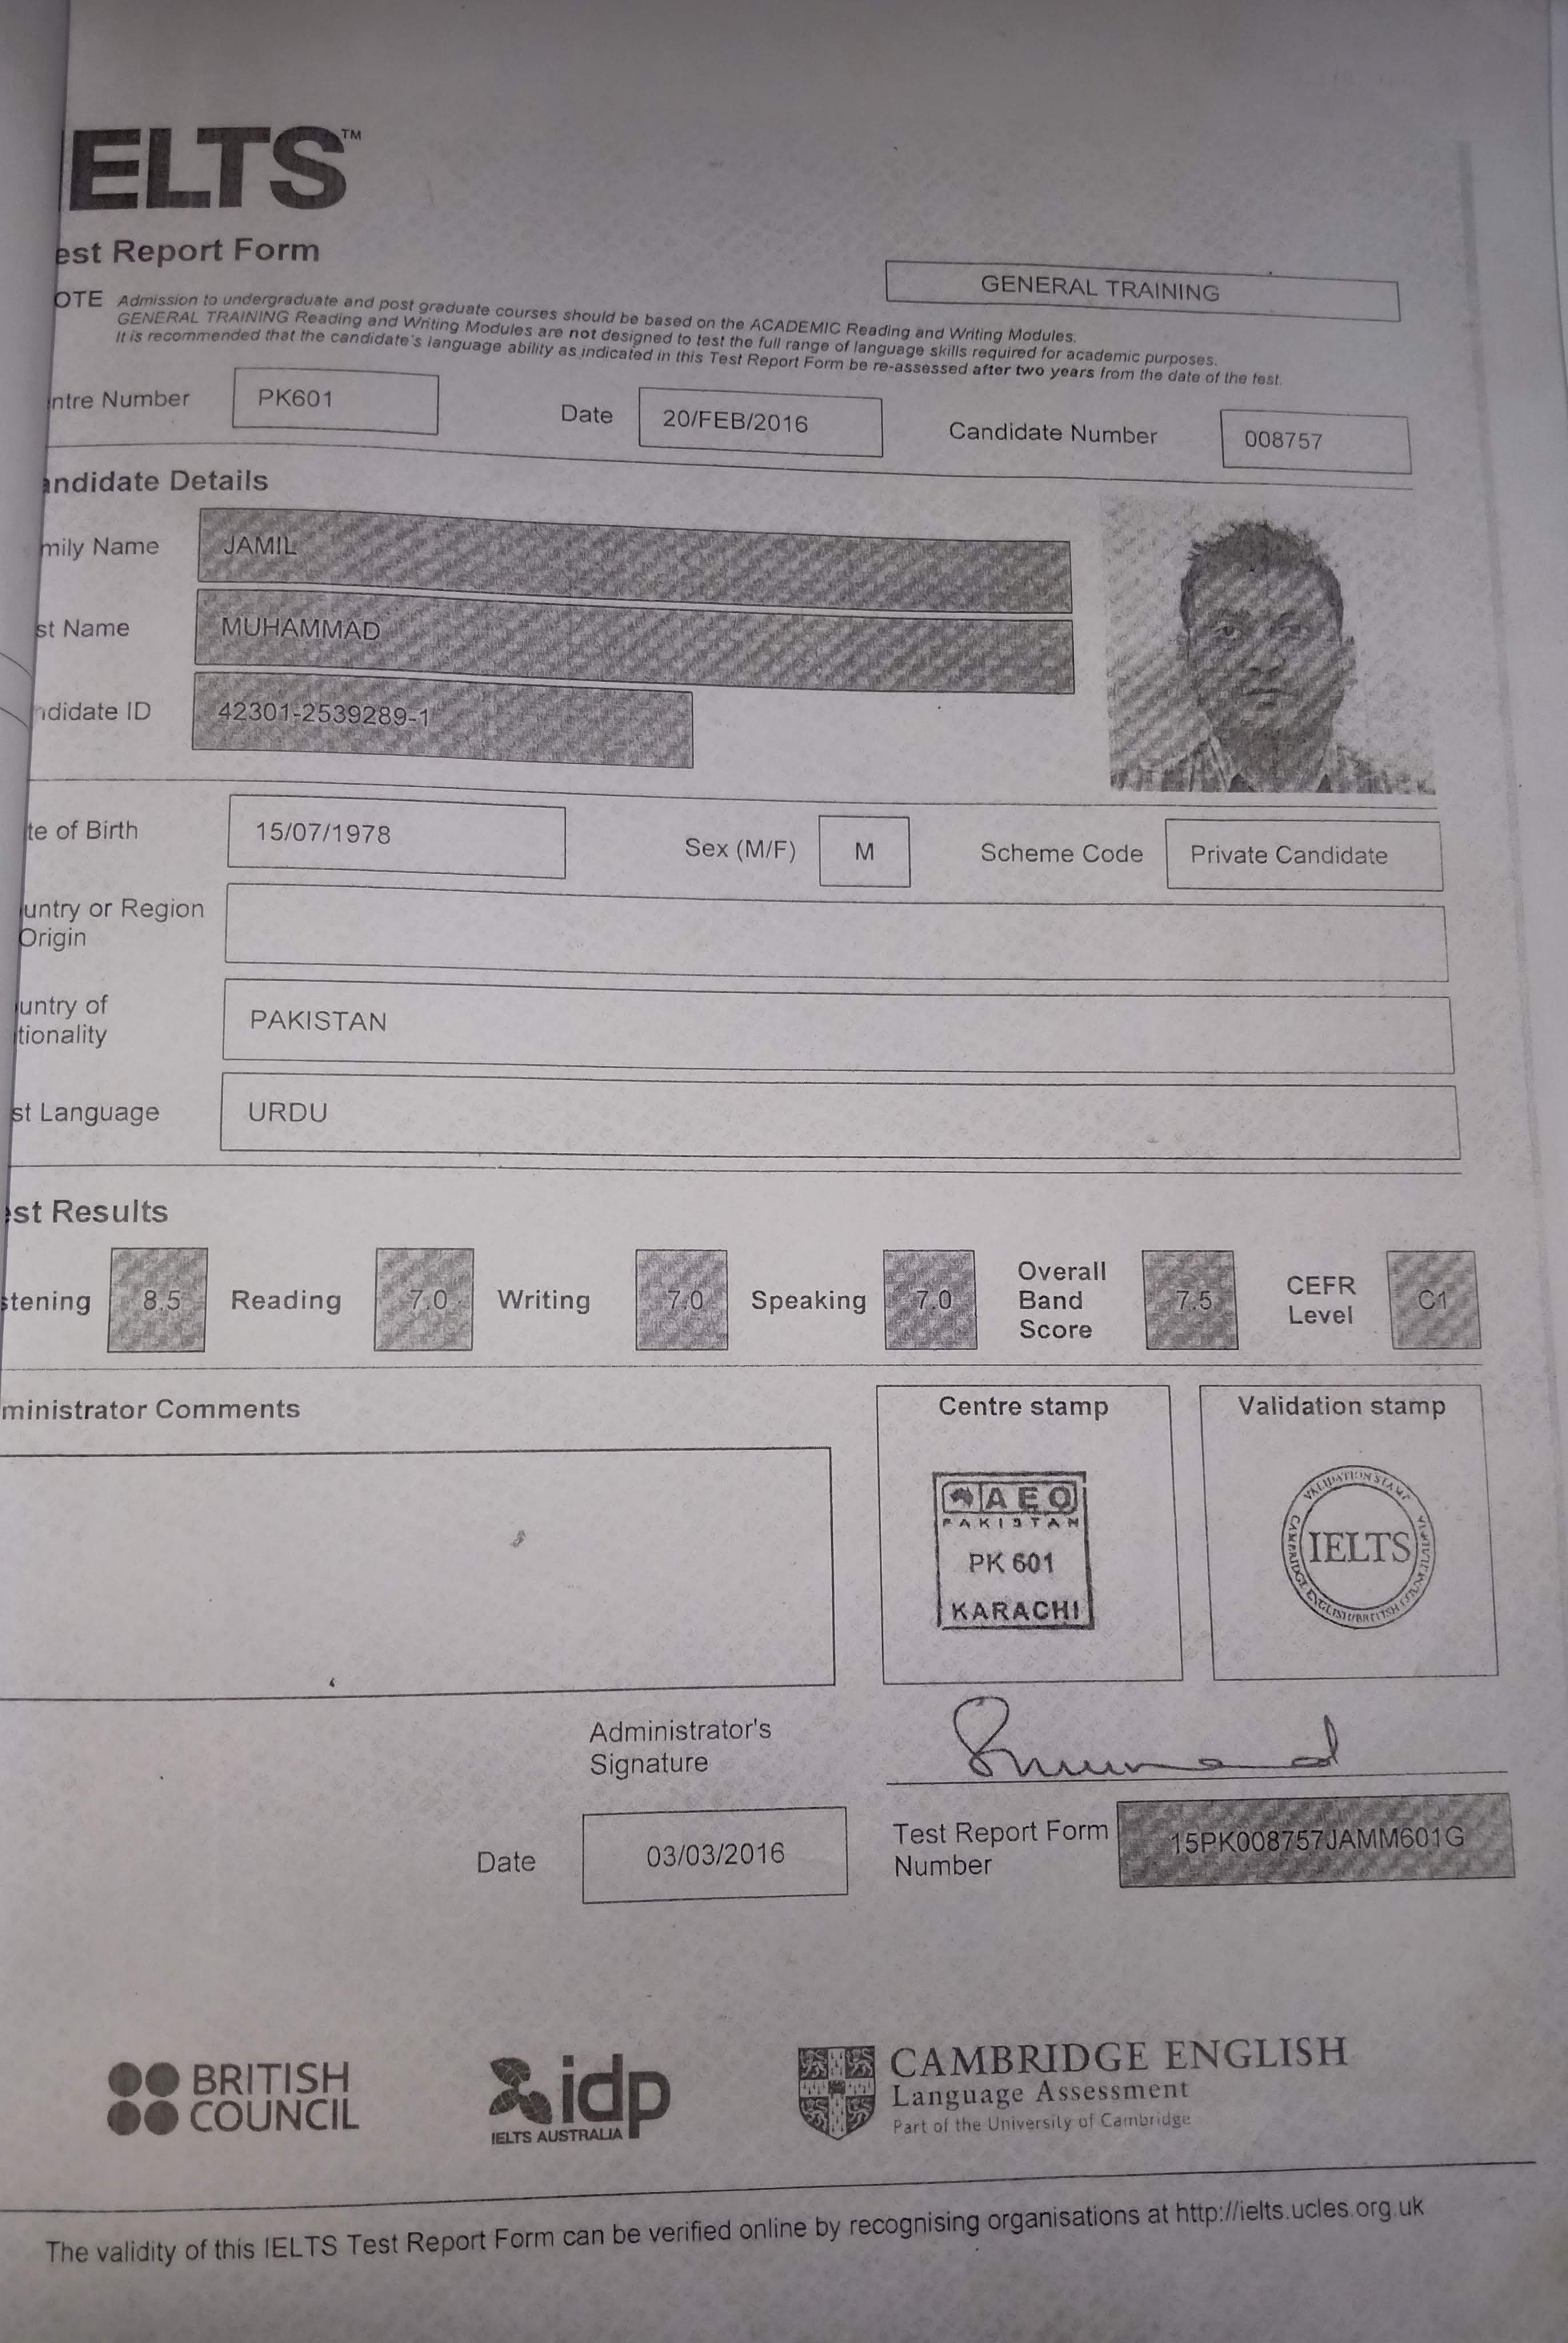 IELTS™
est Report Form
GENERAL TRAINING
OTE Admission to undergraduate and post graduate courses should be based on the ACADEMIC Reading and Writing Modules.
GENERAL TRAINING Reading and Writing Modules are not designed to test the full range of language skills required for academic purposes.
It is recommended that the candidate's language ability as indicated in this Test Report Form be re-assessed after two years from the date of the test.
ntre Number PK601 Date 20/FEB/2016 Candidate Number 008757
andidate Details
mily Name JAMIL
st Name MUHAMMAD
ndidate ID 42301-2539289-1
te of Birth 15/07/1978 Sex (M/F) M Scheme Code Private Candidate
untry or Region
Origin
untry of
tionality PAKISTAN
st Language URDU
est Results
stening 8.5 Reading 7.0 Writing 7.0 Speaking 7.0 Overall Band Score 7.5 CEFR Level C1
ministrator Comments
Centre stamp
Validation stamp
AEO
PAKISTAN
PK 601
KARACHI
VALIDATION STAMP
IELTS
CAMBRIDGE ENGLISH/BRITISH COUNCIL/IDP:IA
Administrator's
Signature
Date 03/03/2016
Test Report Form
Number 15PK008757JAMM601G
BRITISH
COUNCIL
idp
IELTS AUSTRALIA
CAMBRIDGE ENGLISH
Language Assessment
Part of the University of Cambridge
The validity of this IELTS Test Report Form can be verified online by recognising organisations at http://ielts.ucles.org.uk